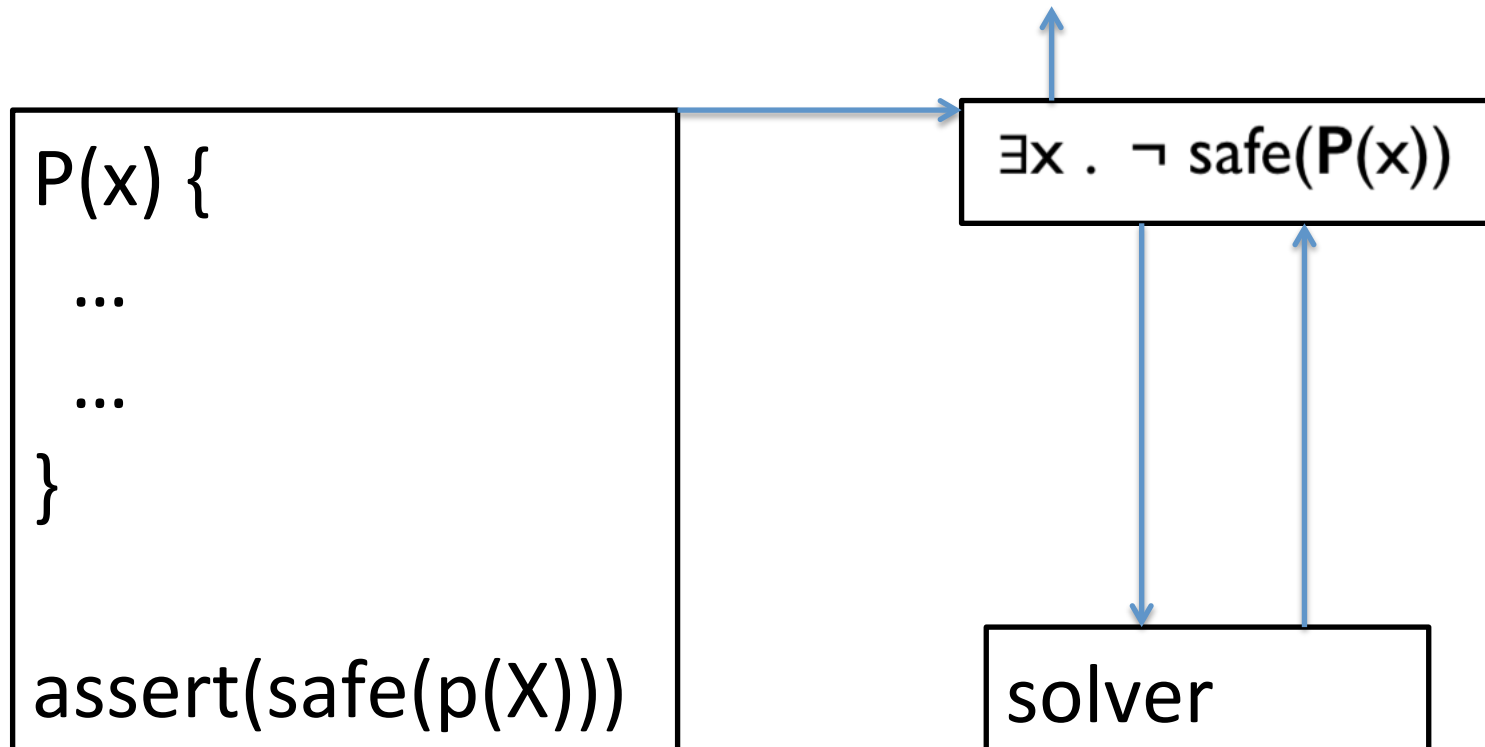 P(x) {
...
...
}
assert(safe(p(X)))
∃x . ¬ safe(P(x))
solver